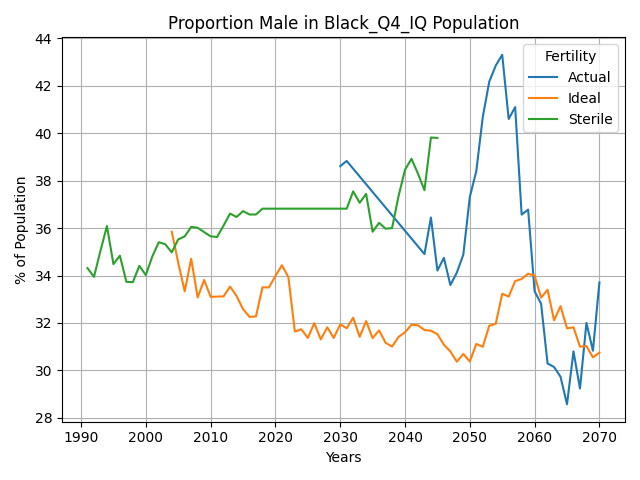 Proportion Male in Black_Q4_IQ Population
44
42
40
38
36
34
32
30
28
% of Population
1990
2000
2010
2020
2030
2040
2050
2060
2070
Years
Fertility
Actual
Ideal
Sterile